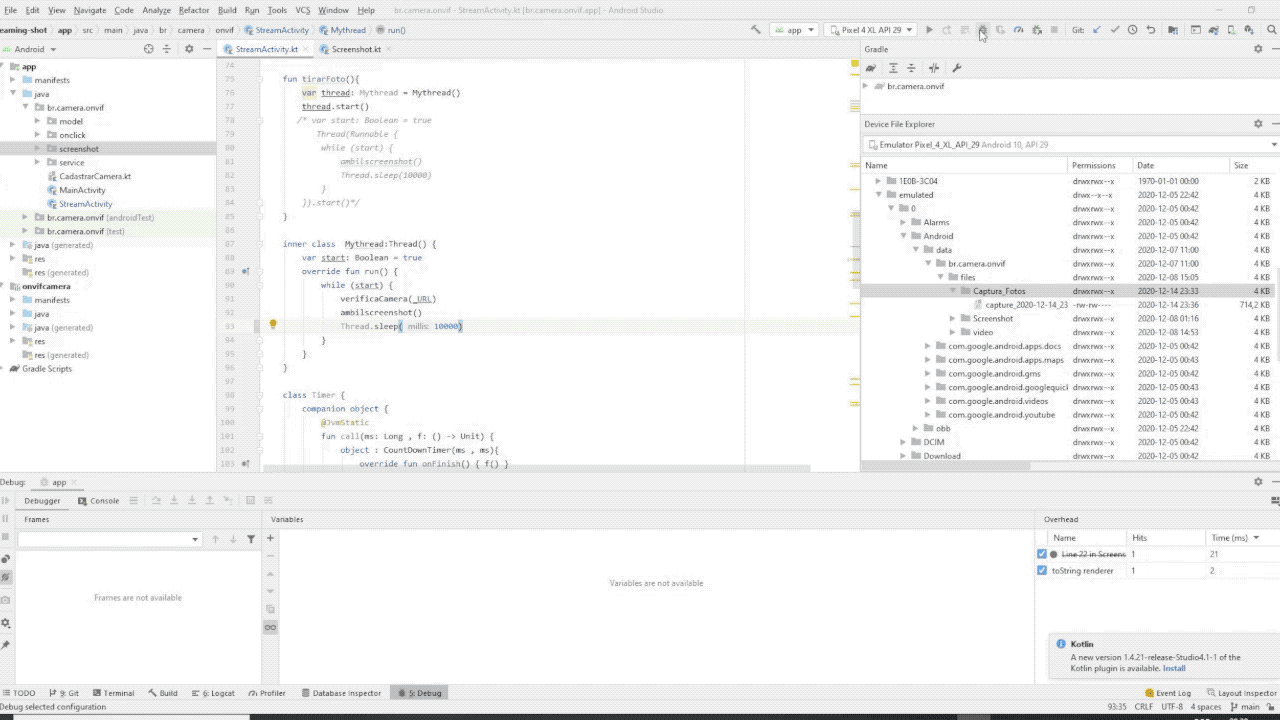 File Edit View Navigate Code Analyze Refactor Build Run Tools VCS Window Help br.camera.onvif - StreamActivity.kt [br.camera.onvif.app] - Android Studio
eaming-shot app src main java br camera onvif StreamActivity Mythread run() app Pixel 4 XL API 29 Git:
Android StreamActivity.kt Screenshot.kt Gradle
app
manifests
java
br.camera.onvif
model
onclick
screenshot
service
CadastrarCamera.kt
MainActivity
StreamActivity
br.camera.onvif (androidTest)
br.camera.onvif (test)
java (generated)
res
res (generated)
onvifcamera
manifests
java
java (generated)
res
res (generated)
Gradle Scripts
74
75 fun tirarFoto(){
76 var thread: Mythread = Mythread()
77 thread.start()
78 /* var start: Boolean = true
79 Thread(Runnable {
80 while (start) {
81 ambilscreenshot()
82 Thread.sleep(10000)
83 }
84 }).start()*/
85 }
86
87 inner class Mythread:Thread() {
88 var start: Boolean = true
89 override fun run() {
90 while (start) {
91 verificaCamera(_URL)
92 ambilscreenshot()
93 Thread.sleep( millis: 10000)
94 }
95 }
96 }
97
98 class Timer {
99 companion object {
100 @JvmStatic
101 fun call(ms: Long , f: () -> Unit) {
102 object : CountDownTimer(ms , ms){
103 override fun onFinish() { f() }
br.camera.onvif
Device File Explorer
Emulator Pixel_4_XL_API_29 Android 10, API 29
Name Permissions Date Size
1E0B-3C04 drwxrwx--x 1970-01-01 00:00 2 KB
emulated drwx--x--x 2020-12-05 22:42 4 KB
0 drwxrwx--x 2020-12-05 00:42 4 KB
Alarms drwxrwx--x 2020-12-05 00:42 4 KB
Android drwxrwx--x 2020-12-05 00:42 4 KB
data drwxrwx--x 2020-12-07 11:00 4 KB
br.camera.onvif drwxrwx--x 2020-12-07 11:00 4 KB
files drwxrwx--x 2020-12-08 15:05 4 KB
Captura_Fotos drwxrwx--x 2020-12-14 23:33 4 KB
capture_2020-12-14_23 -rw-rw---- 2020-12-14 23:36 714,2 KB
Screenshot drwxrwx--x 2020-12-08 01:16 4 KB
video drwxrwx--x 2020-12-08 14:53 4 KB
com.google.android.apps.docs drwxrwx--x 2020-12-05 00:42 4 KB
com.google.android.apps.maps drwxrwx--x 2020-12-05 00:43 4 KB
com.google.android.gms drwxrwx--x 2020-12-05 00:42 4 KB
com.google.android.googlequick drwxrwx--x 2020-12-05 00:43 4 KB
com.google.android.videos drwxrwx--x 2020-12-05 00:43 4 KB
com.google.android.youtube drwxrwx--x 2020-12-05 00:42 4 KB
obb drwxrwx--x 2020-12-05 22:42 4 KB
DCIM drwxrwx--x 2020-12-05 00:42 4 KB
Download drwxrwx--x 2020-12-05 00:42 4 KB
Debug: app
Debugger Console
Frames Variables Overhead
Name Hits Time (ms)
Line 22 in Screens 1 21
toString renderer 1 2
Frames are not available
Variables are not available
Kotlin
A new version 1.4.21-release-Studio4.1-1 of the
Kotlin plugin is available. Install
TODO 9: Git Terminal Build 6: Logcat Profiler Database Inspector 5: Debug Event Log Layout Inspector
Debug selected configuration 93:35 CRLF UTF-8 4 spaces main